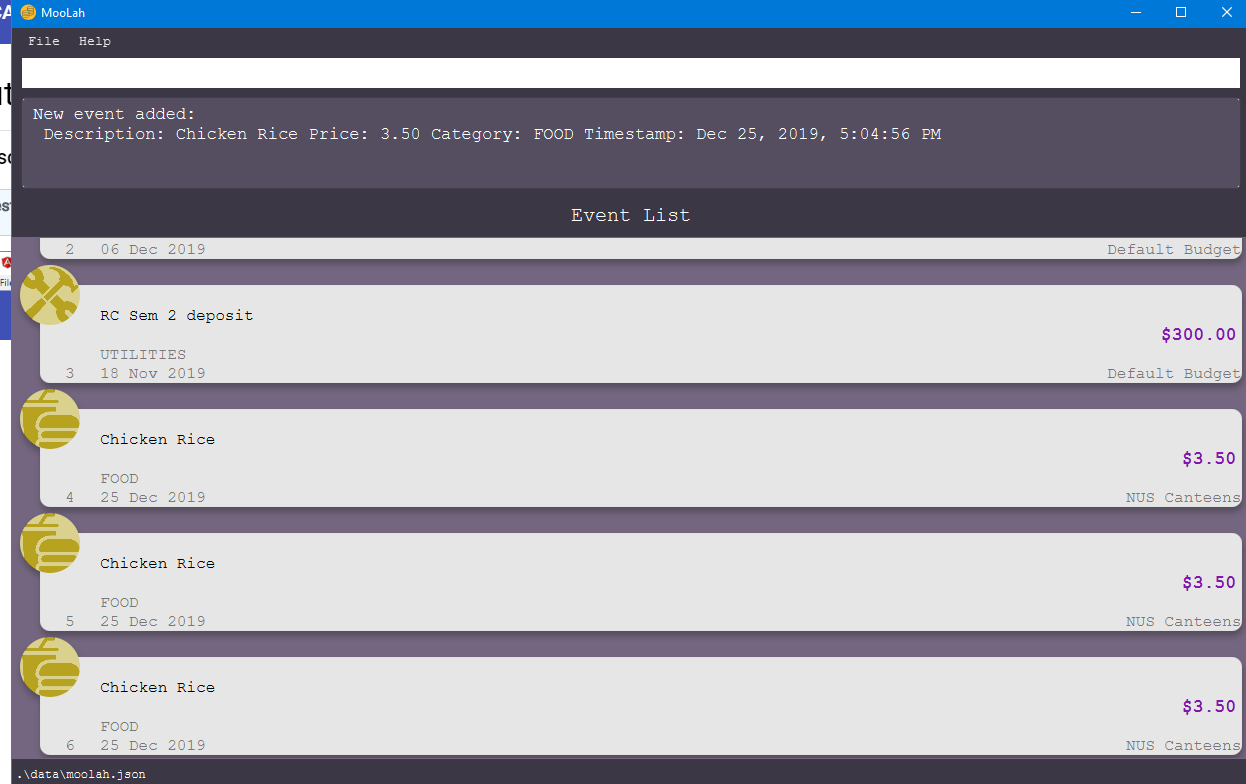 MooLah
File Help
New event added:
Description: Chicken Rice Price: 3.50 Category: FOOD Timestamp: Dec 25, 2019, 5:04:56 PM
Event List
2 06 Dec 2019 Default Budget
RC Sem 2 deposit
$300.00
UTILITIES
3 18 Nov 2019 Default Budget
Chicken Rice
$3.50
FOOD
4 25 Dec 2019 NUS Canteens
Chicken Rice
$3.50
FOOD
5 25 Dec 2019 NUS Canteens
Chicken Rice
$3.50
FOOD
6 25 Dec 2019 NUS Canteens
.\data\moolah.json